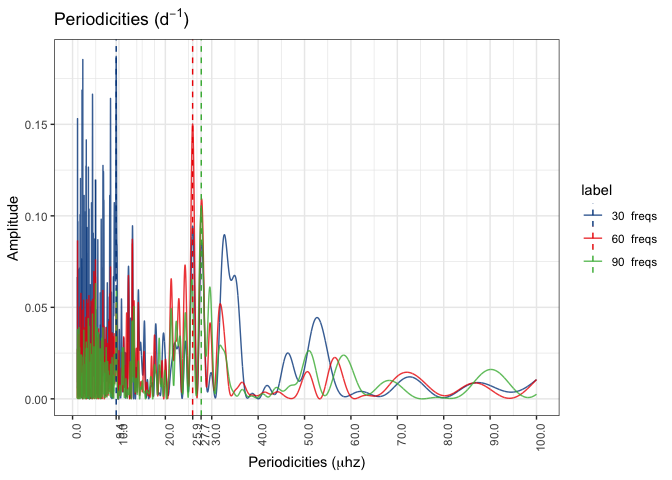 Periodicities (d⁻¹)
Amplitude
0.15
0.10
0.05
0.00
0.0
20.0
27.7
30.0
40.0
50.0
60.0
70.0
80.0
90.0
100.0
Periodicities (μhz)
label
30 freqs
60 freqs
90 freqs